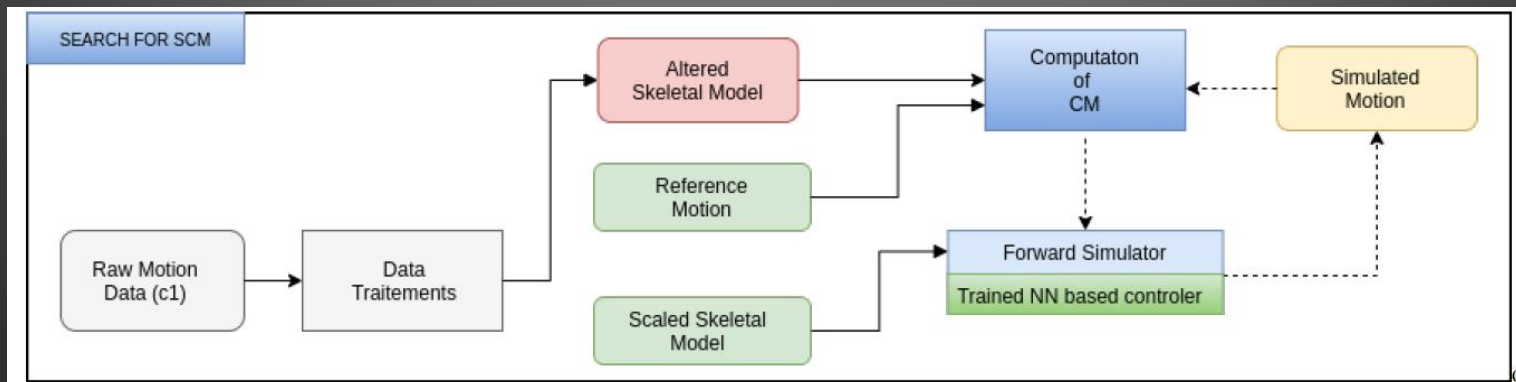 SEARCH FOR SCM
Altered
Skeletal Model
Computaton
of
CM
Simulated
Motion
Reference
Motion
Raw Motion
Data (c1)
Data
Traitements
Forward Simulator
Trained NN based controler
Scaled Skeletal
Model